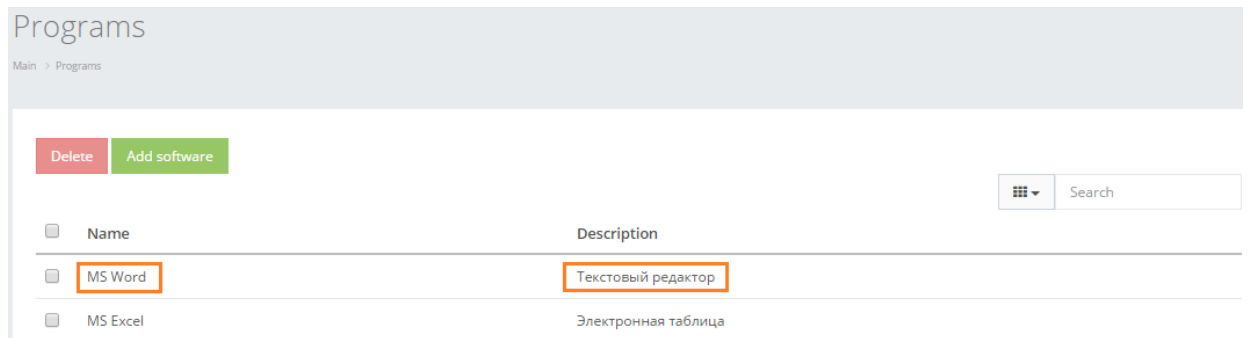 Programs
Main > Programs
Delete Add software
Search
Name Description
MS Word Текстовый редактор
MS Excel Электронная таблица